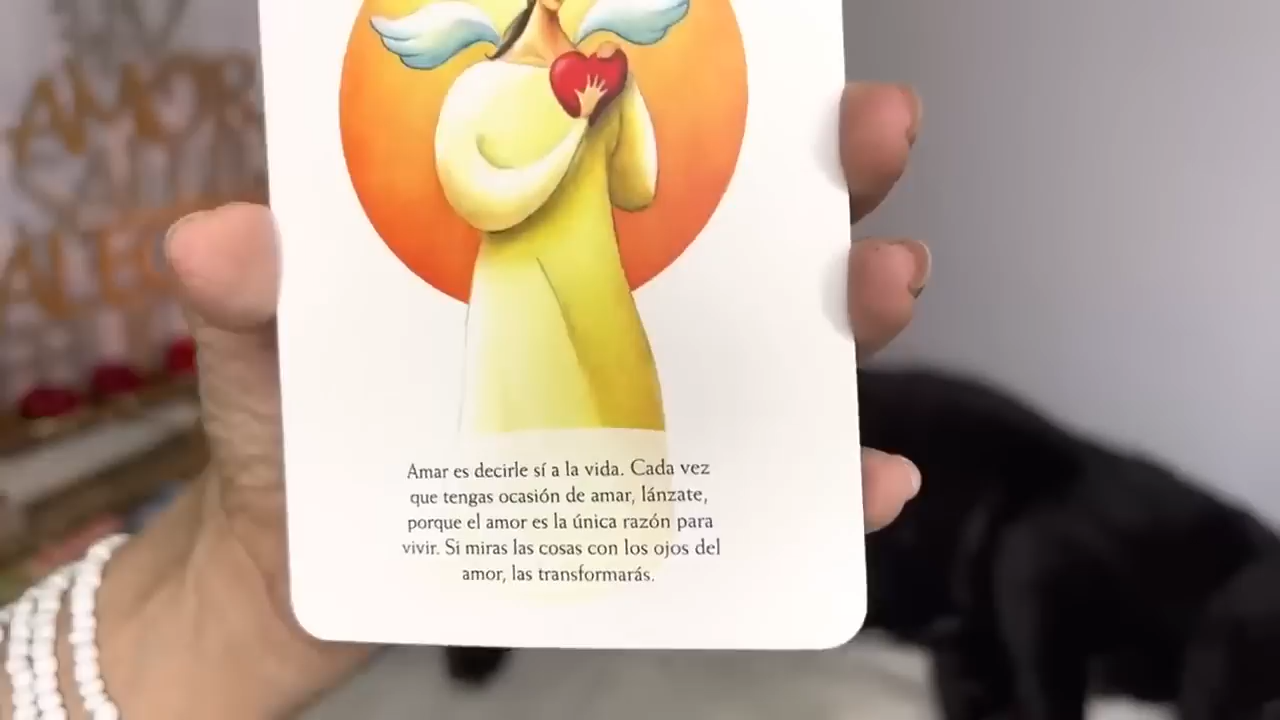 AMOR
Amar es decirle sí a la vida. Cada vez
que tengas ocasión de amar, lánzate,
porque el amor es la única razón para
vivir. Si miras las cosas con los ojos del
amor, las transformarás.